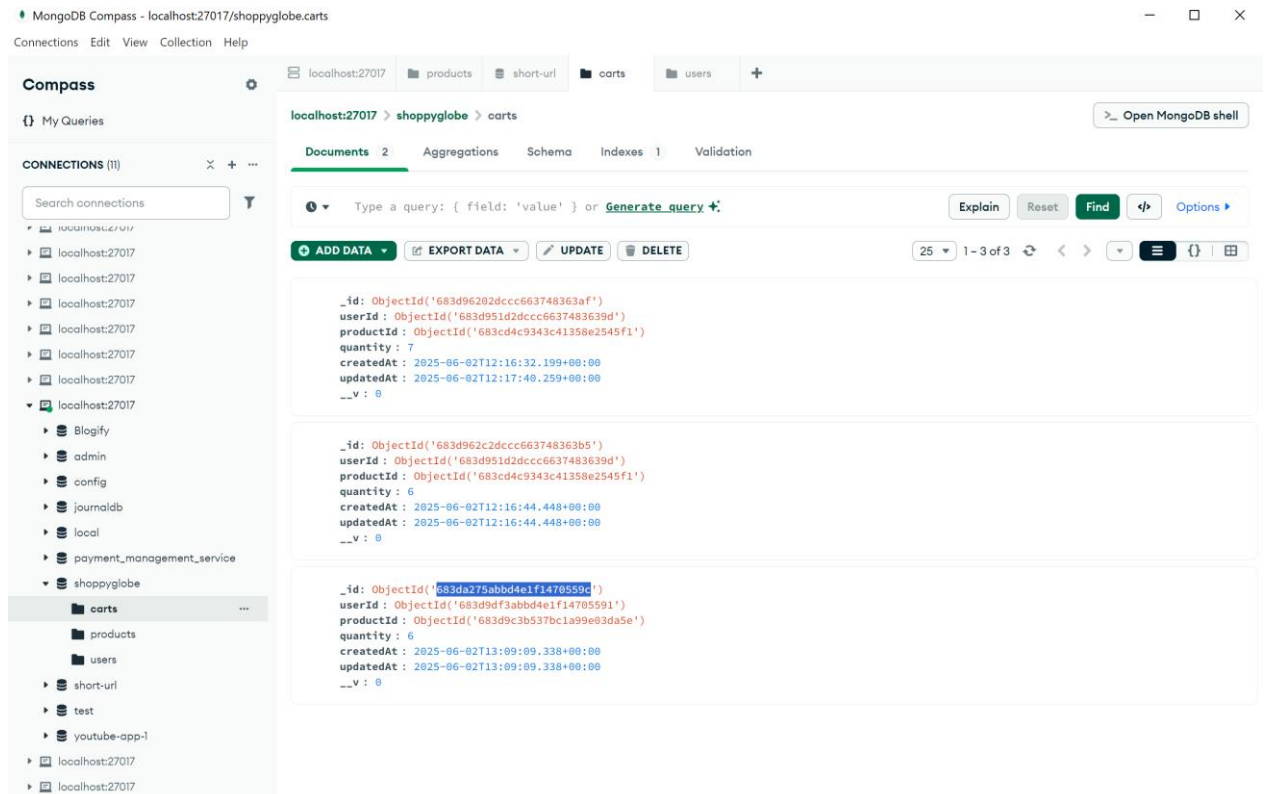 MongoDB Compass - localhost:27017/shoppyglobe.carts
Connections Edit View Collection Help
Compass
{} My Queries
CONNECTIONS (11)
Search connections
localhost:27017
localhost:27017
localhost:27017
localhost:27017
localhost:27017
localhost:27017
localhost:27017
localhost:27017
Blogify
admin
config
journaldb
local
payment_management_service
shoppyglobe
carts
products
users
short-url
test
youtube-app-1
localhost:27017
localhost:27017
localhost:27017 products short-url carts users +
localhost:27017 > shoppyglobe > carts
>_ Open MongoDB shell
Documents 2 Aggregations Schema Indexes 1 Validation
Type a query: { field: 'value' } or Generate query
Explain Reset Find </> Options
ADD DATA EXPORT DATA UPDATE DELETE
25 1 – 3 of 3 {}
_id: ObjectId('683d96202dccc663748363af')
userId : ObjectId('683d951d2dccc6637483639d')
productId : ObjectId('683cd4c9343c41358e2545f1')
quantity : 7
createdAt : 2025-06-02T12:16:32.199+00:00
updatedAt : 2025-06-02T12:17:40.259+00:00
__v : 0
_id: ObjectId('683d962c2dccc663748363b5')
userId : ObjectId('683d951d2dccc6637483639d')
productId : ObjectId('683cd4c9343c41358e2545f1')
quantity : 6
createdAt : 2025-06-02T12:16:44.448+00:00
updatedAt : 2025-06-02T12:16:44.448+00:00
__v : 0
_id: ObjectId('683da275abbd4e1f1470559c')
userId : ObjectId('683d9df3abbd4e1f14705591')
productId : ObjectId('683d9c3b537bc1a99e03da5e')
quantity : 6
createdAt : 2025-06-02T13:09:09.338+00:00
updatedAt : 2025-06-02T13:09:09.338+00:00
__v : 0